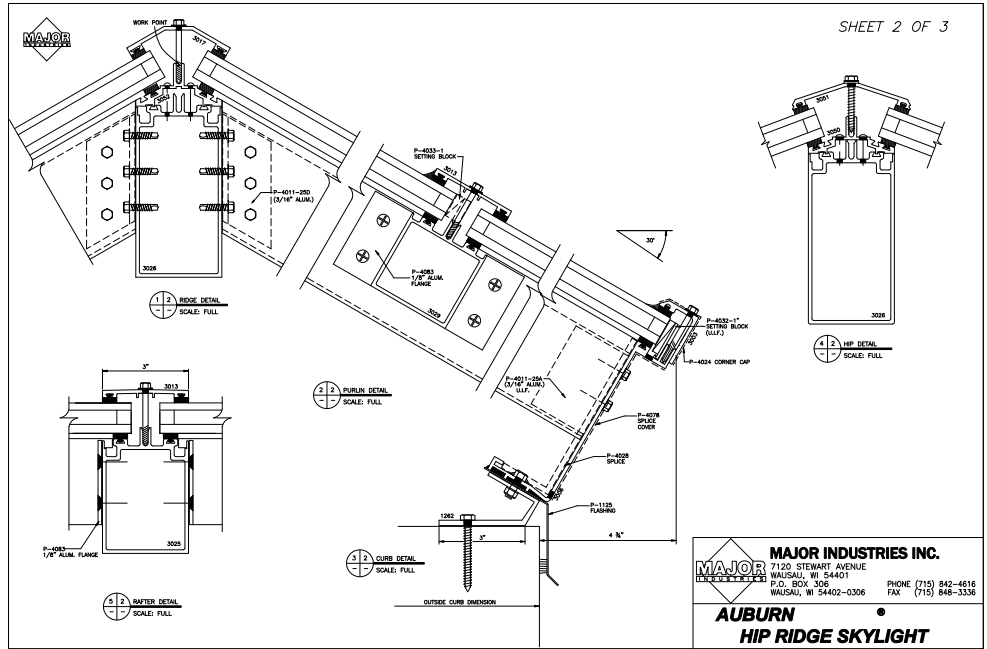 SHEET 2 OF 3
MAJOR
INDUSTRIES
WORK POINT
3017
3052
P-4011-25D
(3/16" ALUM.)
3026
1 2
RIDGE DETAIL
SCALE: FULL
P-4033-1
SETTING BLOCK
3013
P-4083
1/8" ALUM.
FLANGE
3029
2 2
PURLIN DETAIL
SCALE: FULL
30°
P-4032-1"
SETTING BLOCK
(U.I.F.)
P-4024 CORNER CAP
P-4011-25A
(3/16" ALUM.)
U.I.F.
P-4078
SPLICE
COVER
P-4028
SPLICE
P-1125
FLASHING
1262
3"
4 ¾"
3 2
CURB DETAIL
SCALE: FULL
OUTSIDE CURB DIMENSION
3051
3050
3026
4 2
HIP DETAIL
SCALE: FULL
3"
3013
3025
P-4083
1/8" ALUM. FLANGE
5 2
RAFTER DETAIL
SCALE: FULL
MAJOR
INDUSTRIES
MAJOR INDUSTRIES INC.
7120 STEWART AVENUE
WAUSAU, WI 54401
P.O. BOX 306 PHONE (715) 842-4616
WAUSAU, WI 54402-0306 FAX (715) 848-3336
AUBURN ®
HIP RIDGE SKYLIGHT